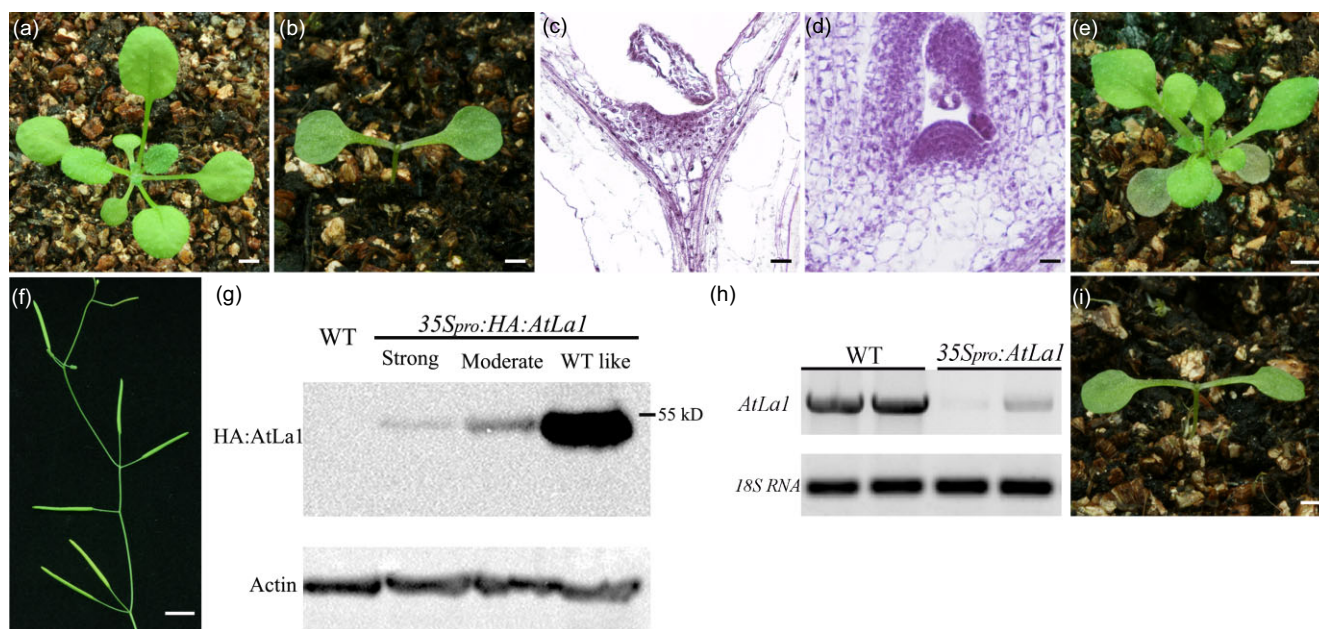 (a)
(b)
(c)
(d)
(e)
(f)
(g)
WT
35Spro:HA:AtLa1
Strong Moderate WT like
55 kD
HA:AtLa1
Actin
(h)
WT 35Spro:AtLa1
AtLa1
18S RNA
(i)